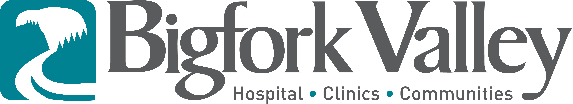 Bigfork Valley
Hospital • Clinics • Communities